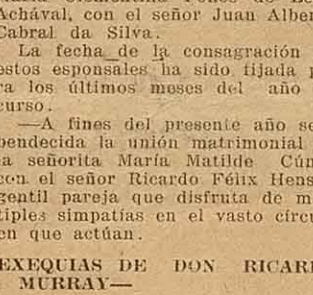 Achával, con el señor Juan Alber
Cabral da Silva.
La fecha de la consagración
estos esponsales ha sido fijada p
ra los últimos meses del año
curso.
—A fines del presente año se
bendecida la unión matrimonial
a señorita María Matilde Cún
con el señor Ricardo Félix Hens
gentil pareja que disfruta de m
tiples simpatías en el vasto círcu
en que actúan.
EXEQUIAS DE DON RICARD
MURRAY—